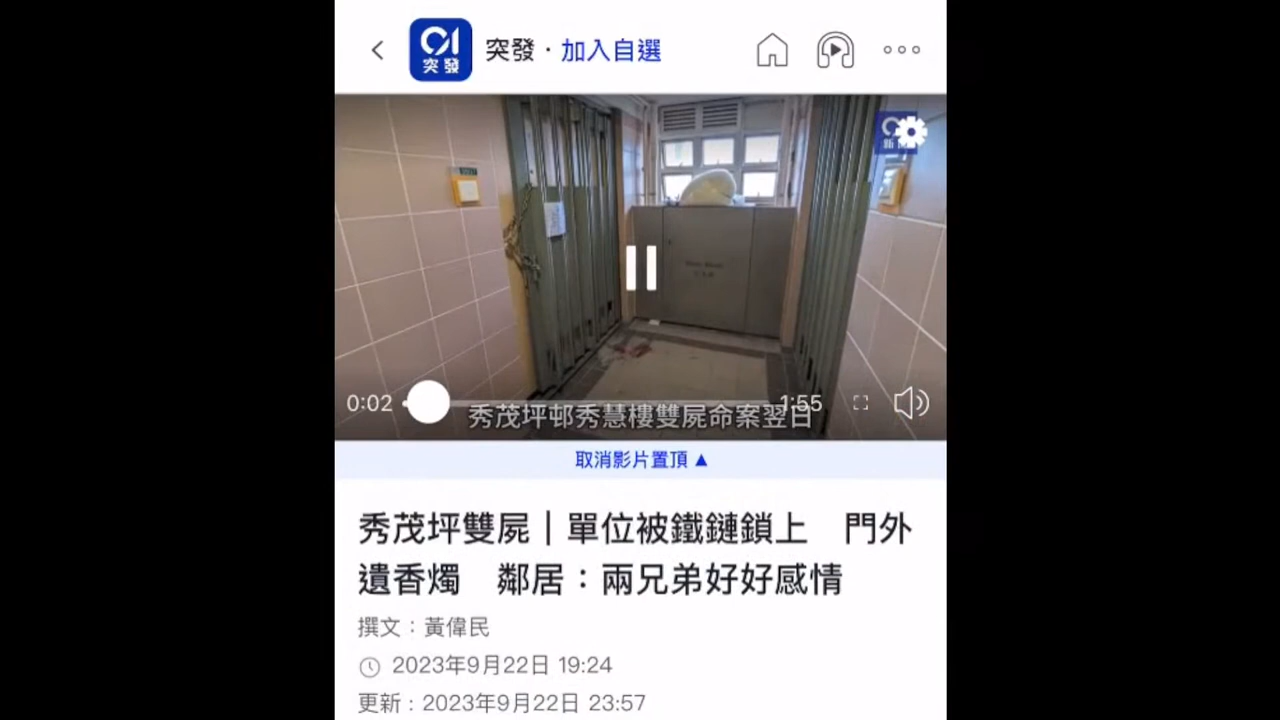 01
突發
突發 · 加入自選
0:02
1:55
秀茂坪邨秀慧樓雙屍命案翌日
取消影片置頂 ▲
秀茂坪雙屍｜單位被鐵鏈鎖上　門外
遺香燭　鄰居：兩兄弟好好感情
撰文：黃偉民
2023年9月22日 19:24
更新：2023年9月22日 23:57